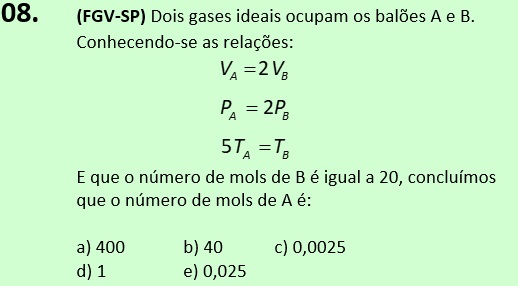 08. (FGV-SP) Dois gases ideais ocupam os balões A e B.
Conhecendo-se as relações:
V_A = 2 V_B
P_A = 2P_B
5T_A = T_B
E que o número de mols de B é igual a 20, concluímos
que o número de mols de A é:
a) 400 b) 40 c) 0,0025
d) 1 e) 0,025